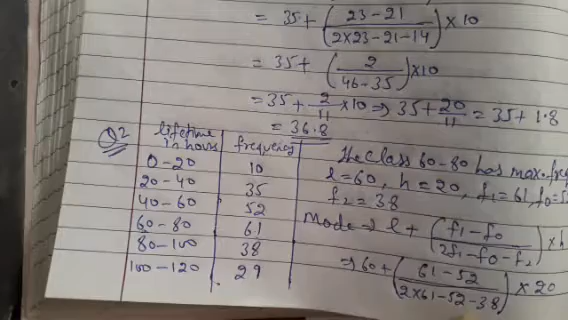 = 35 + (23-21 / 2×23-21-14) × 10
= 35 + (2 / 46-35) × 10
= 35 + 2/11 × 10 ⇒ 35 + 20/11 = 35 + 1.8
= 36.8
Q2 lifetime in hours | frequency
0-20 | 10
20-40 | 35
40-60 | 52
60-80 | 61
80-100 | 38
100-120 | 29
The class 60-80 has max. freq
l = 60, h = 20, f1 = 61, f0 = 5
f2 = 38
Mode ⇒ l + (f1-f0 / 2f1-f0-f2) × h
⇒ 60 + (61-52 / 2×61-52-38) × 20